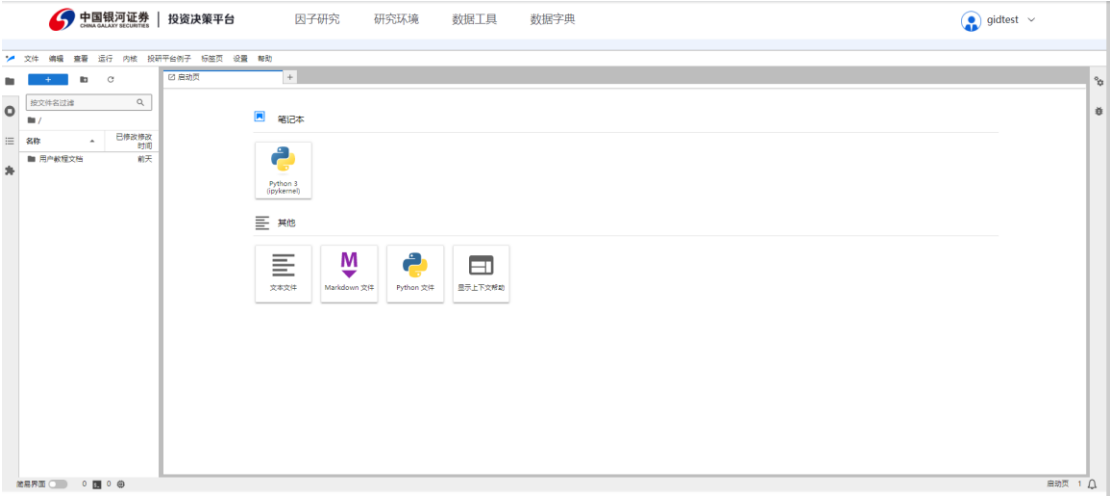 中国银河证券 | 投资决策平台 因子研究 研究环境 数据工具 数据字典 gidtest
CHINA GALAXY SECURITIES
文件 编辑 查看 运行 内核 投研平台例子 标签页 设置 帮助
+ 启动页 +
按文件名过滤
/
名称 已修改修改时间
用户教程文档 前天
笔记本
Python 3
(ipykernel)
其他
文本文件 Markdown 文件 Python 文件 显示上下文帮助
简易界面 0 0 启动页 1